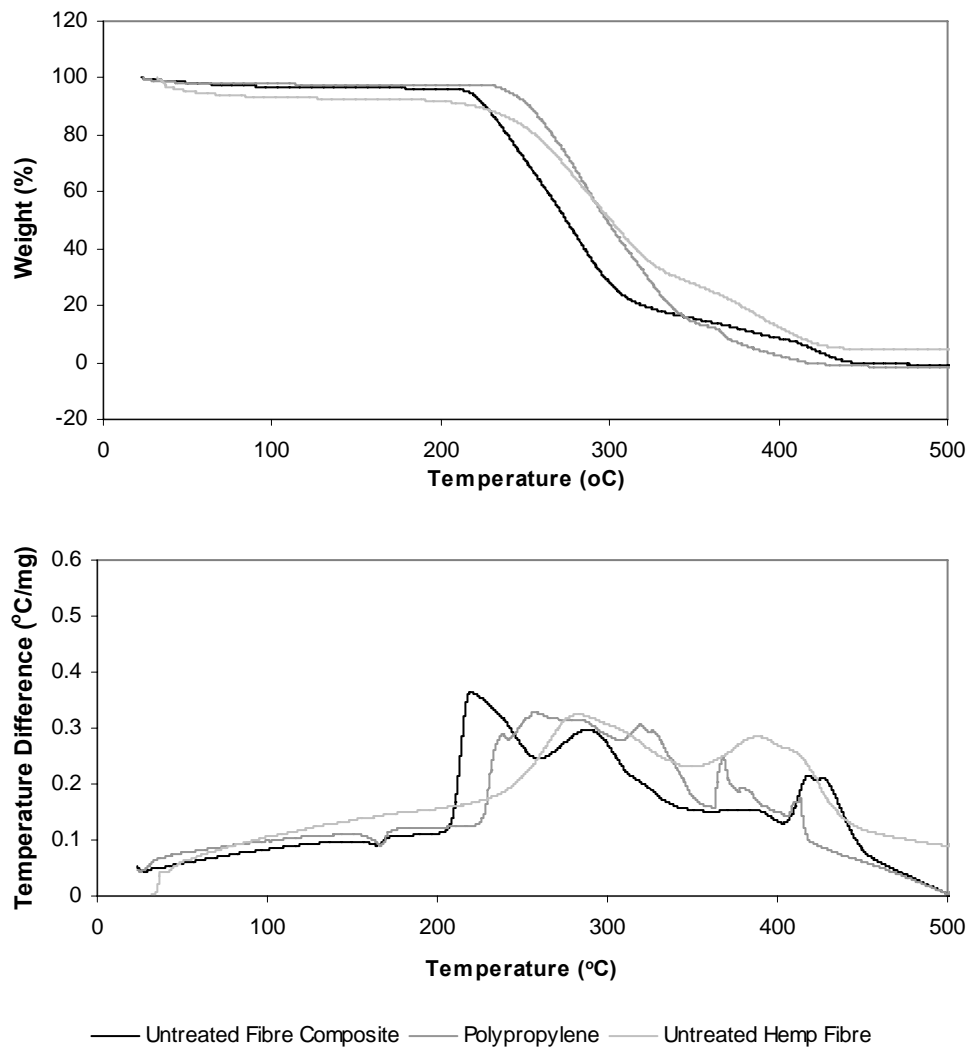 120
100
80
60
40
20
0
-20
Weight (%)
0 100 200 300 400 500
Temperature (oC)
0.6
0.5
0.4
0.3
0.2
0.1
0
Temperature Difference (°C/mg)
0 100 200 300 400 500
Temperature (°C)
Untreated Fibre Composite Polypropylene Untreated Hemp Fibre